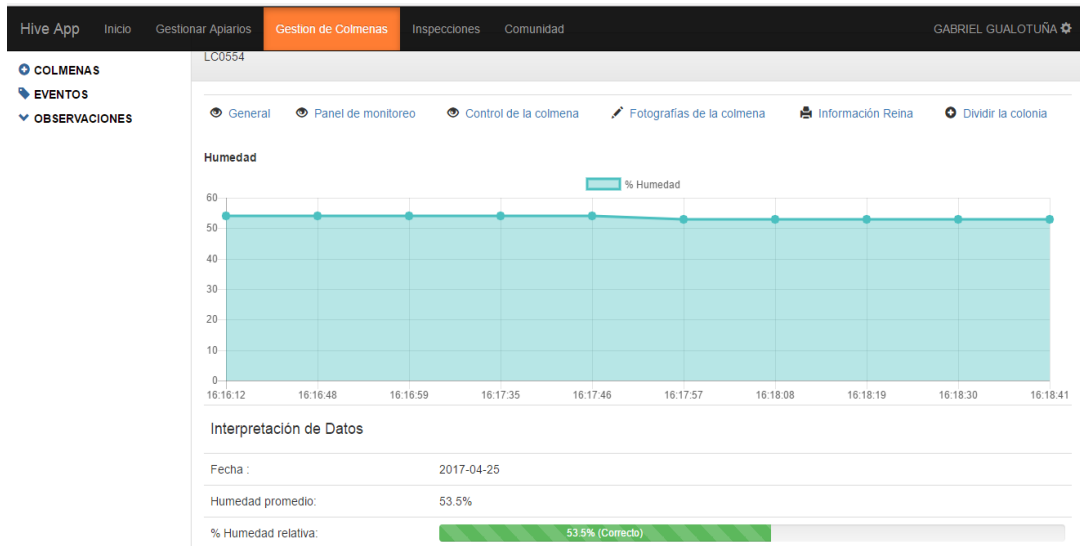 Hive App Inicio Gestionar Apiarios Gestion de Colmenas Inspecciones Comunidad GABRIEL GUALOTUÑA
COLMENAS
EVENTOS
OBSERVACIONES
LC0554
General Panel de monitoreo Control de la colmena Fotografías de la colmena Información Reina Dividir la colonia
Humedad
% Humedad
60
50
40
30
20
10
0
16:16:12 16:16:48 16:16:59 16:17:35 16:17:46 16:17:57 16:18:08 16:18:19 16:18:30 16:18:41
Interpretación de Datos
Fecha : 2017-04-25
Humedad promedio: 53.5%
% Humedad relativa: 53.5% (Correcto)